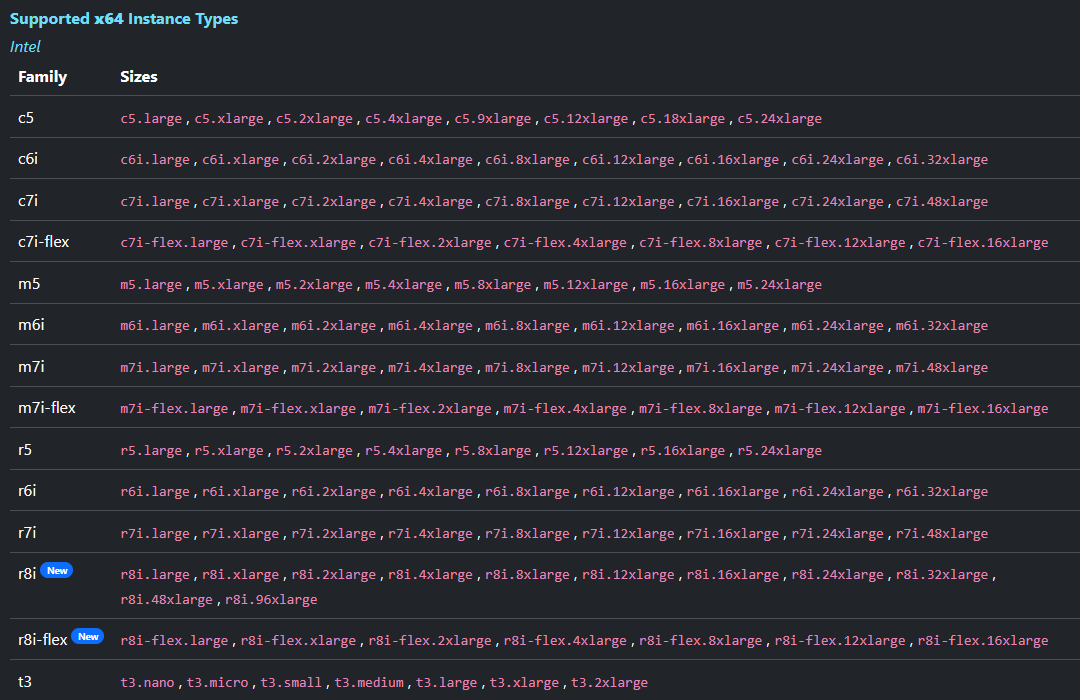 Supported x64 Instance Types
Intel
Family Sizes
c5 c5.large , c5.xlarge , c5.2xlarge , c5.4xlarge , c5.9xlarge , c5.12xlarge , c5.18xlarge , c5.24xlarge
c6i c6i.large , c6i.xlarge , c6i.2xlarge , c6i.4xlarge , c6i.8xlarge , c6i.12xlarge , c6i.16xlarge , c6i.24xlarge , c6i.32xlarge
c7i c7i.large , c7i.xlarge , c7i.2xlarge , c7i.4xlarge , c7i.8xlarge , c7i.12xlarge , c7i.16xlarge , c7i.24xlarge , c7i.48xlarge
c7i-flex c7i-flex.large , c7i-flex.xlarge , c7i-flex.2xlarge , c7i-flex.4xlarge , c7i-flex.8xlarge , c7i-flex.12xlarge , c7i-flex.16xlarge
m5 m5.large , m5.xlarge , m5.2xlarge , m5.4xlarge , m5.8xlarge , m5.12xlarge , m5.16xlarge , m5.24xlarge
m6i m6i.large , m6i.xlarge , m6i.2xlarge , m6i.4xlarge , m6i.8xlarge , m6i.12xlarge , m6i.16xlarge , m6i.24xlarge , m6i.32xlarge
m7i m7i.large , m7i.xlarge , m7i.2xlarge , m7i.4xlarge , m7i.8xlarge , m7i.12xlarge , m7i.16xlarge , m7i.24xlarge , m7i.48xlarge
m7i-flex m7i-flex.large , m7i-flex.xlarge , m7i-flex.2xlarge , m7i-flex.4xlarge , m7i-flex.8xlarge , m7i-flex.12xlarge , m7i-flex.16xlarge
r5 r5.large , r5.xlarge , r5.2xlarge , r5.4xlarge , r5.8xlarge , r5.12xlarge , r5.16xlarge , r5.24xlarge
r6i r6i.large , r6i.xlarge , r6i.2xlarge , r6i.4xlarge , r6i.8xlarge , r6i.12xlarge , r6i.16xlarge , r6i.24xlarge , r6i.32xlarge
r7i r7i.large , r7i.xlarge , r7i.2xlarge , r7i.4xlarge , r7i.8xlarge , r7i.12xlarge , r7i.16xlarge , r7i.24xlarge , r7i.48xlarge
r8i New r8i.large , r8i.xlarge , r8i.2xlarge , r8i.4xlarge , r8i.8xlarge , r8i.12xlarge , r8i.16xlarge , r8i.24xlarge , r8i.32xlarge ,
r8i.48xlarge , r8i.96xlarge
r8i-flex New r8i-flex.large , r8i-flex.xlarge , r8i-flex.2xlarge , r8i-flex.4xlarge , r8i-flex.8xlarge , r8i-flex.12xlarge , r8i-flex.16xlarge
t3 t3.nano , t3.micro , t3.small , t3.medium , t3.large , t3.xlarge , t3.2xlarge